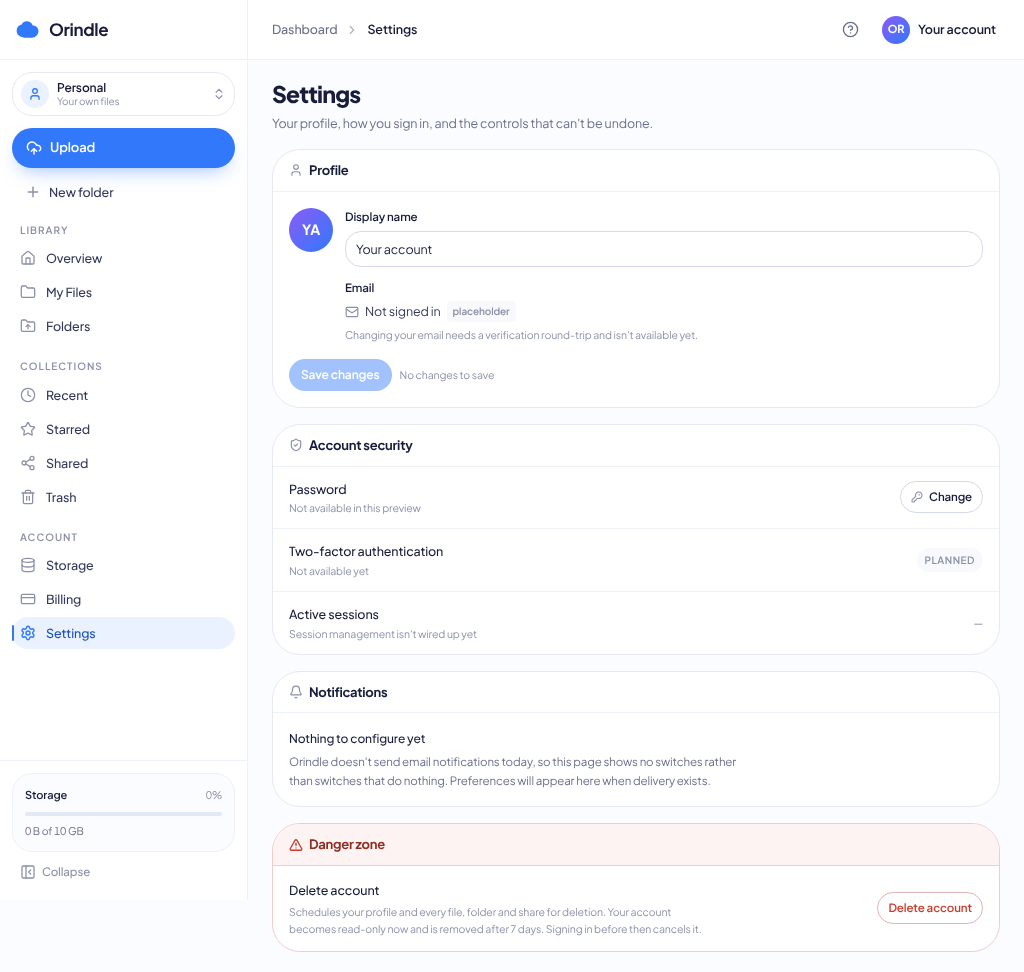 Orindle
Dashboard
Settings
OR
Your account
Personal
Your own files
Upload
New folder
LIBRARY
Overview
My Files
Folders
COLLECTIONS
Recent
Starred
Shared
Trash
ACCOUNT
Storage
Billing
Settings
Storage
0%
0 B of 10 GB
Collapse
Settings
Your profile, how you sign in, and the controls that can't be undone.
Profile
YA
Display name
Your account
Email
Not signed in
placeholder
Changing your email needs a verification round-trip and isn't available yet.
Save changes
No changes to save
Account security
Password
Not available in this preview
Change
Two-factor authentication
Not available yet
PLANNED
Active sessions
Session management isn't wired up yet
—
Notifications
Nothing to configure yet
Orindle doesn't send email notifications today, so this page shows no switches rather
than switches that do nothing. Preferences will appear here when delivery exists.
Danger zone
Delete account
Schedules your profile and every file, folder and share for deletion. Your account
becomes read-only now and is removed after 7 days. Signing in before then cancels it.
Delete account